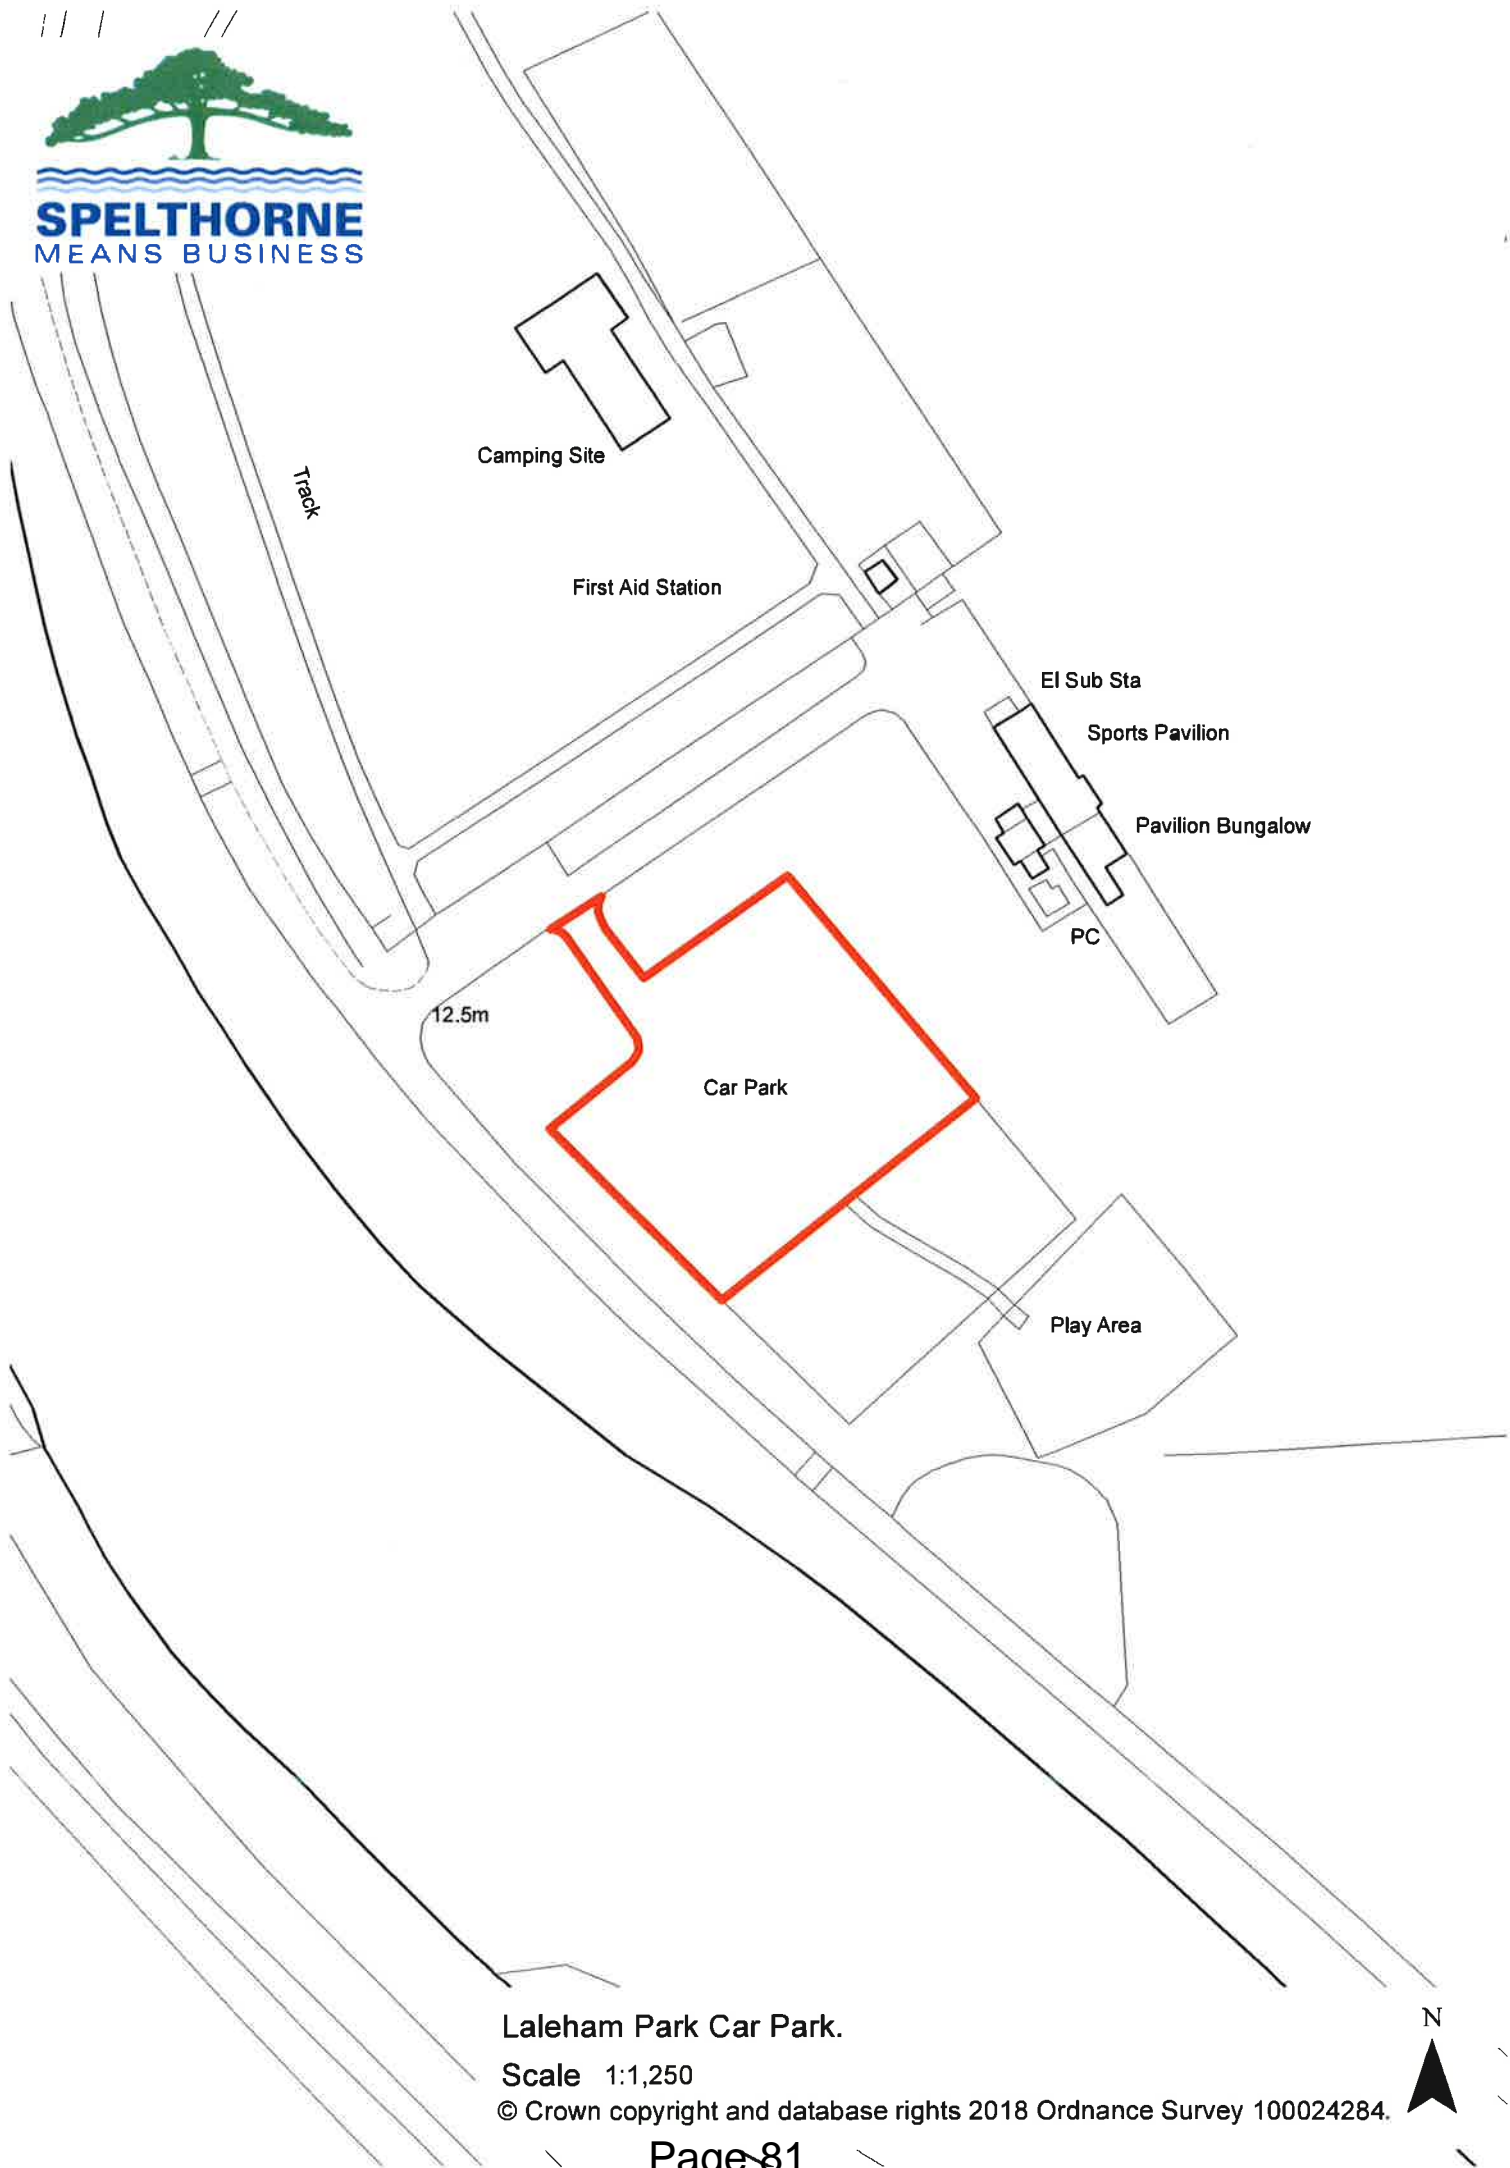 SPELTHORNE
MEANS BUSINESS
Camping Site
Track
First Aid Station
El Sub Sta
Sports Pavilion
Pavilion Bungalow
PC
12.5m
Car Park
Play Area
Laleham Park Car Park.
N
Scale 1:1,250
© Crown copyright and database rights 2018 Ordnance Survey 100024284.
Page 81